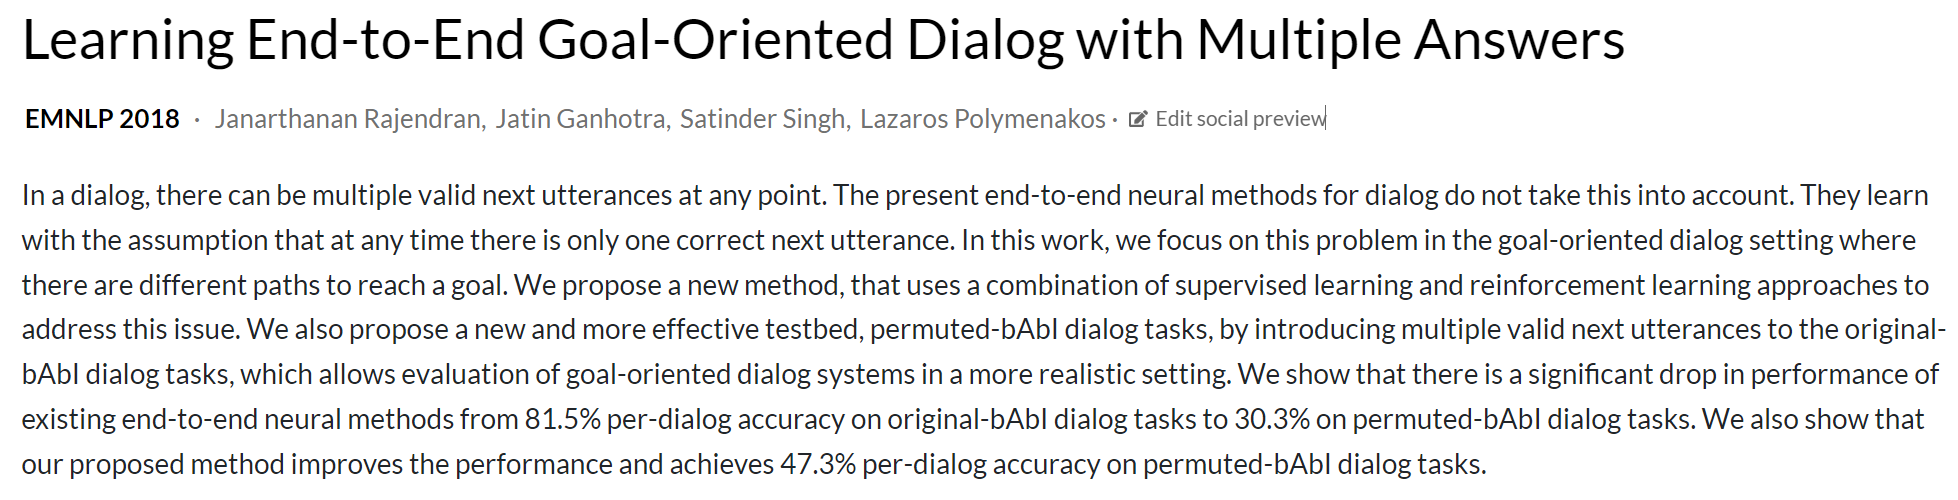 Learning End-to-End Goal-Oriented Dialog with Multiple Answers
EMNLP 2018 · Janarthanan Rajendran, Jatin Ganhotra, Satinder Singh, Lazaros Polymenakos · Edit social preview
In a dialog, there can be multiple valid next utterances at any point. The present end-to-end neural methods for dialog do not take this into account. They learn
with the assumption that at any time there is only one correct next utterance. In this work, we focus on this problem in the goal-oriented dialog setting where
there are different paths to reach a goal. We propose a new method, that uses a combination of supervised learning and reinforcement learning approaches to
address this issue. We also propose a new and more effective testbed, permuted-bAbI dialog tasks, by introducing multiple valid next utterances to the original-
bAbI dialog tasks, which allows evaluation of goal-oriented dialog systems in a more realistic setting. We show that there is a significant drop in performance of
existing end-to-end neural methods from 81.5% per-dialog accuracy on original-bAbI dialog tasks to 30.3% on permuted-bAbI dialog tasks. We also show that
our proposed method improves the performance and achieves 47.3% per-dialog accuracy on permuted-bAbI dialog tasks.